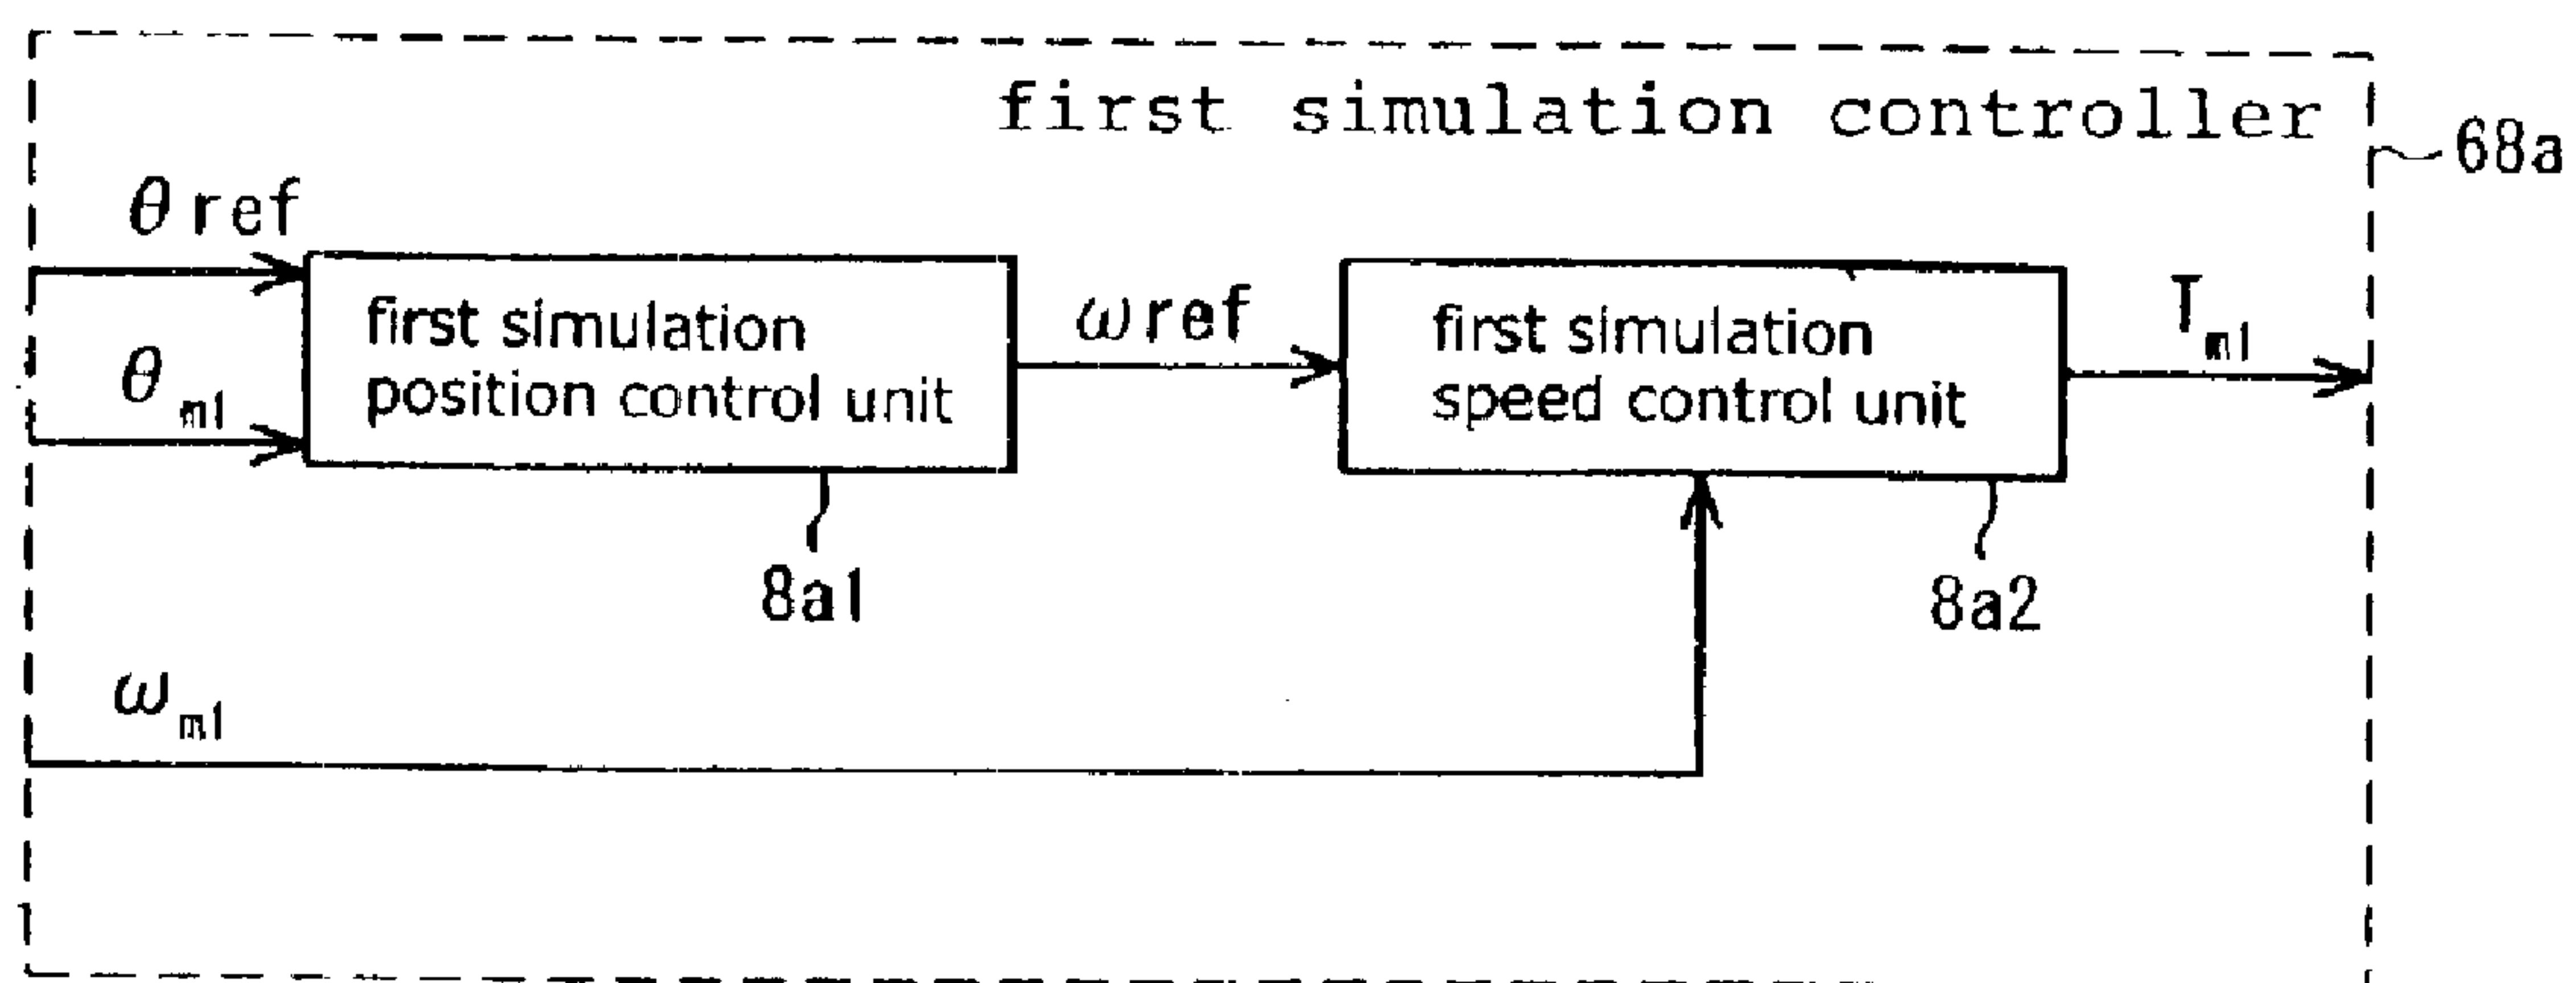 first simulation controller
68a
θref
first simulation
position control unit
θm1
ωref
first simulation
speed control unit
Tm1
8a1
8a2
ωm1